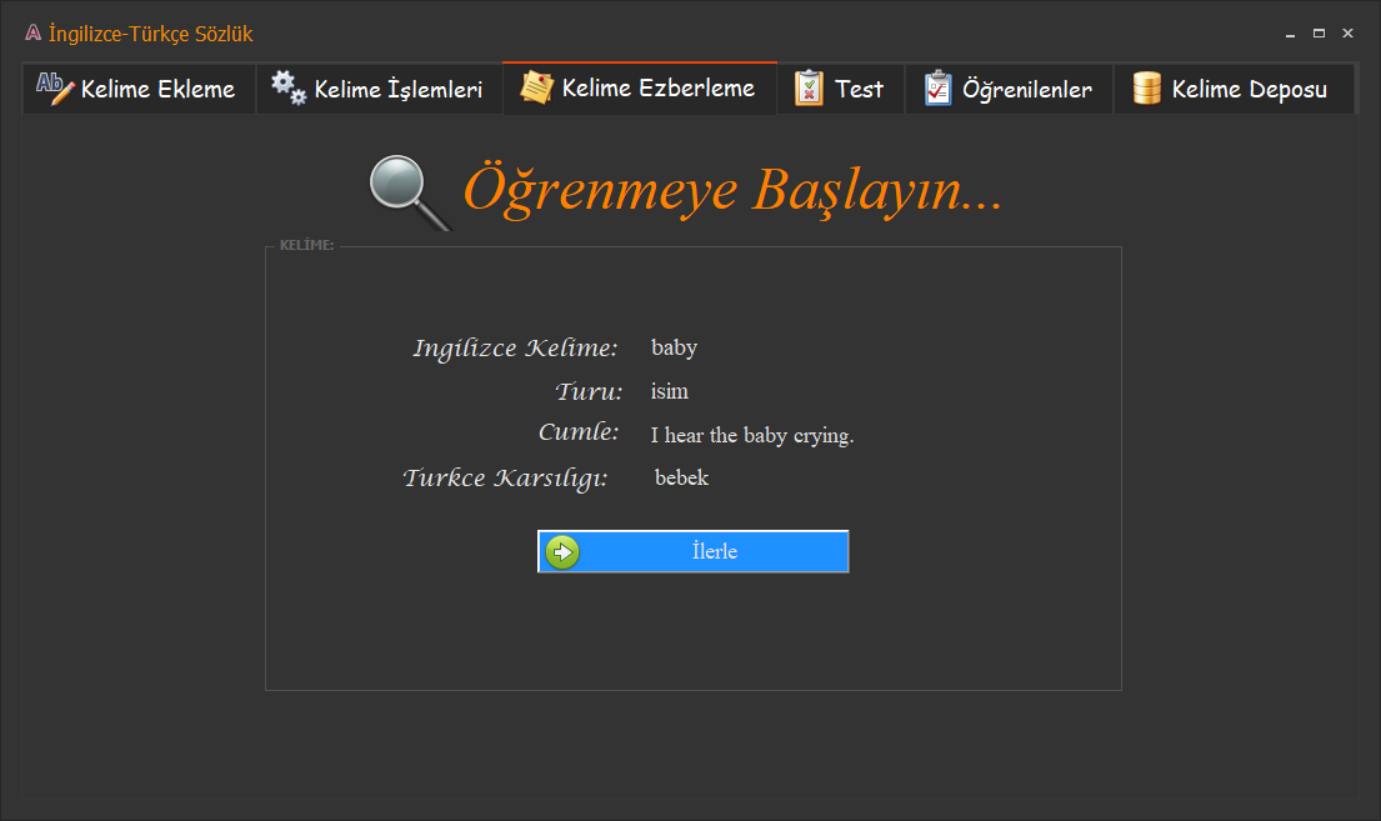 İngilizce-Türkçe Sözlük
Kelime Ekleme
Kelime İşlemleri
Kelime Ezberleme
Test
Öğrenilenler
Kelime Deposu
Öğrenmeye Başlayın...
KELİME:
Ingilizce Kelime: baby
Turu: isim
Cumle: I hear the baby crying.
Turkce Karsılıgı: bebek
İlerle